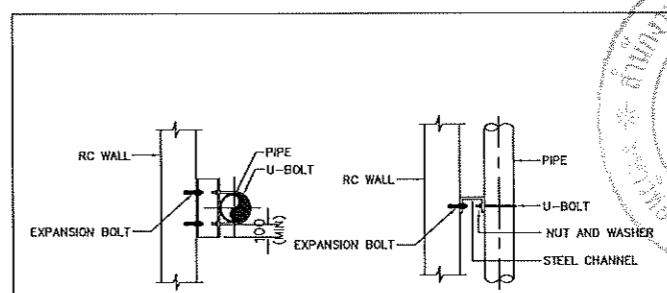 RC WALL
PIPE
U-BOLT
EXPANSION BOLT
100
(MIN)
RC WALL
PIPE
U-BOLT
EXPANSION BOLT
NUT AND WASHER
STEEL CHANNEL